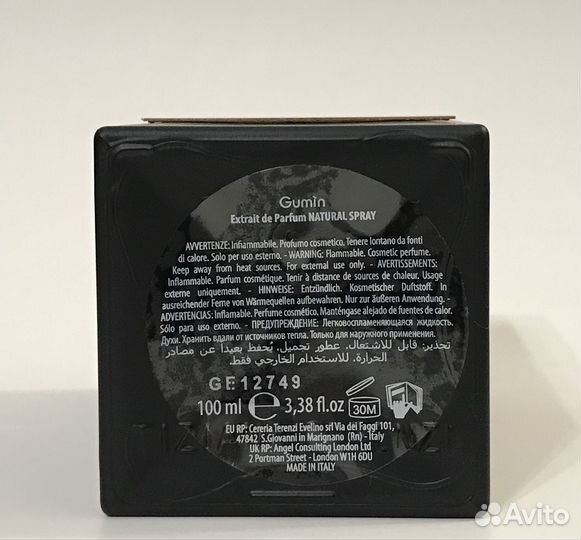 Gumin
Extrait de Parfum NATURAL SPRAY
AVVERTENZE: Infiammabile. Profumo cosmetico. Tenere lontano da fonti
di calore. Solo per uso esterno. - WARNING: Flammable. Cosmetic perfume.
Keep away from heat sources. For external use only. - AVERTISSEMENTS:
Inflammable. Parfum cosmétique. Tenir à distance de sources de chaleur. Usage
externe uniquement. - HINWEISE: Entzündlich. Kosmetischer Duftstoff. In
ausreichender Ferne von Wärmequellen aufbewahren. Nur zur äußeren Anwendung. -
ADVERTENCIAS: Inflamable. Perfume cosmético. Manténgase alejado de fuentes de calor.
Sólo para uso externo. - ПРЕДУПРЕЖДЕНИЕ: Легковоспламеняющаяся жидкость.
Духи. Хранить вдали от источников тепла. Только для наружного применения.
تحذير: قابل للاشتعال. عطور تجميل. يُحفظ بعيداً عن مصادر
الحرارة. للاستخدام الخارجي فقط.
GE12749
100 ml e 3,38 fl.oz 30M
EU RP: Cereria Terenzi Evelino srl Via dei Faggi 101,
47842 S.Giovanni in Marignano (Rn) - Italy
UK RP: Angel Consulting London Ltd
2 Portman Street - London W1H 6DU
MADE IN ITALY
Avito